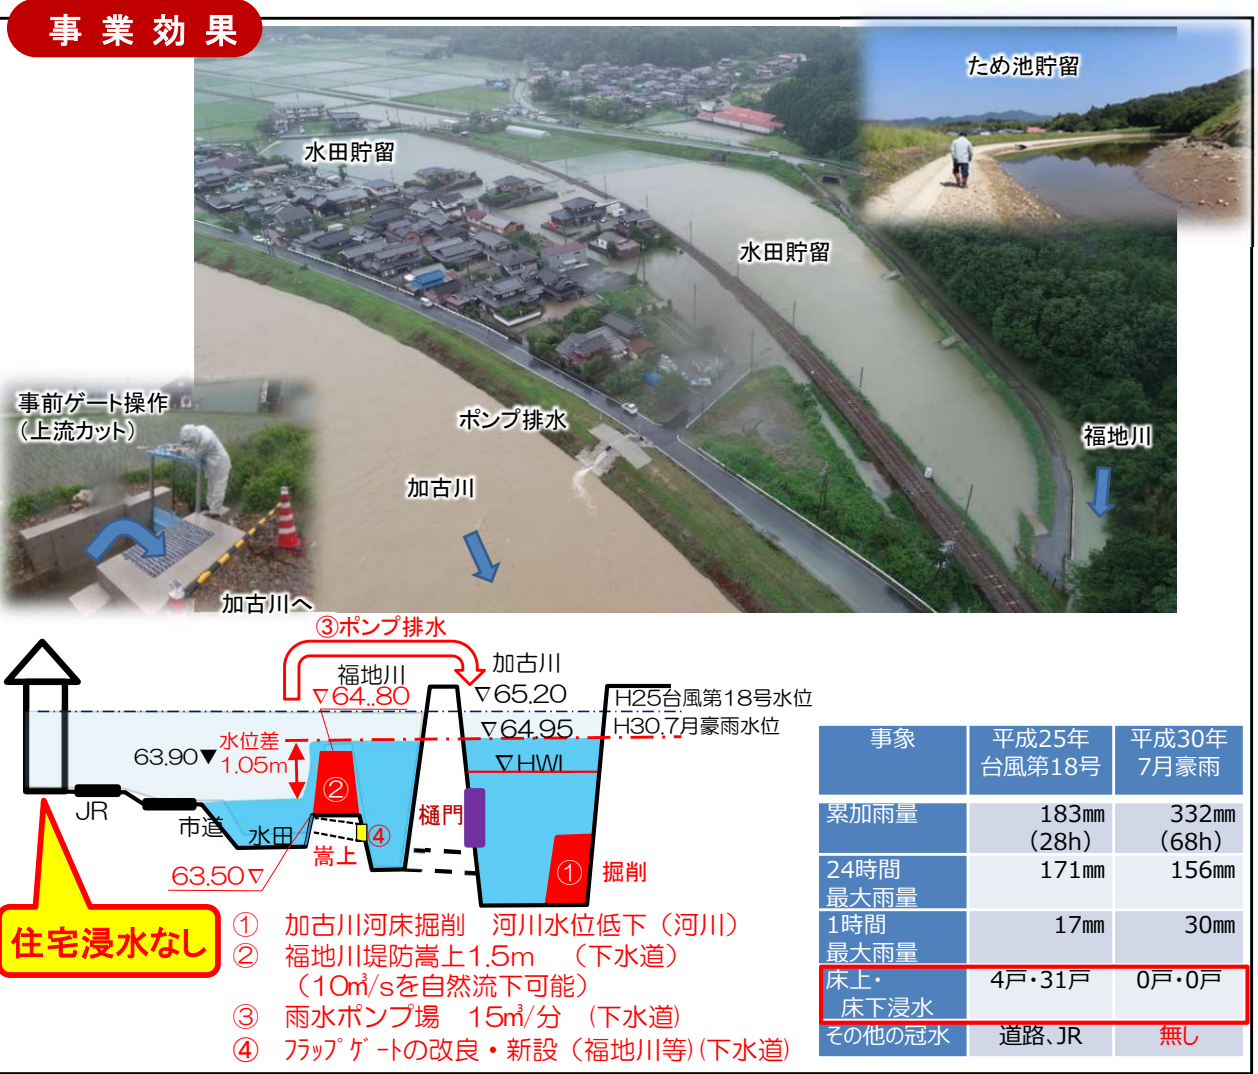 事業効果
ため池貯留
水田貯留
水田貯留
事前ゲート操作
（上流カット）
ポンプ排水
福地川
加古川
加古川へ
③ポンプ排水
福地川
加古川
▽64..80
▽65.20
H25台風第18号水位
▽64.95
H30.7月豪雨水位
水位差
1.05m
63.90▼
▽HWL
②
JR
市道
水田
④
樋門
嵩上
①
掘削
63.50▽
住宅浸水なし
① 加古川河床掘削 河川水位低下（河川）
② 福地川堤防嵩上1.5m （下水道）
（10㎥/sを自然流下可能）
③ 雨水ポンプ場 15㎥/分 (下水道)
④ フラップゲートの改良・新設（福地川等)(下水道)
事象 平成25年 台風第18号 平成30年 7月豪雨
累加雨量 183㎜ (28h) 332㎜ (68h)
24時間 最大雨量 171㎜ 156㎜
1時間 最大雨量 17㎜ 30㎜
床上・ 床下浸水 4戸・31戸 0戸・0戸
その他の冠水 道路、JR 無し